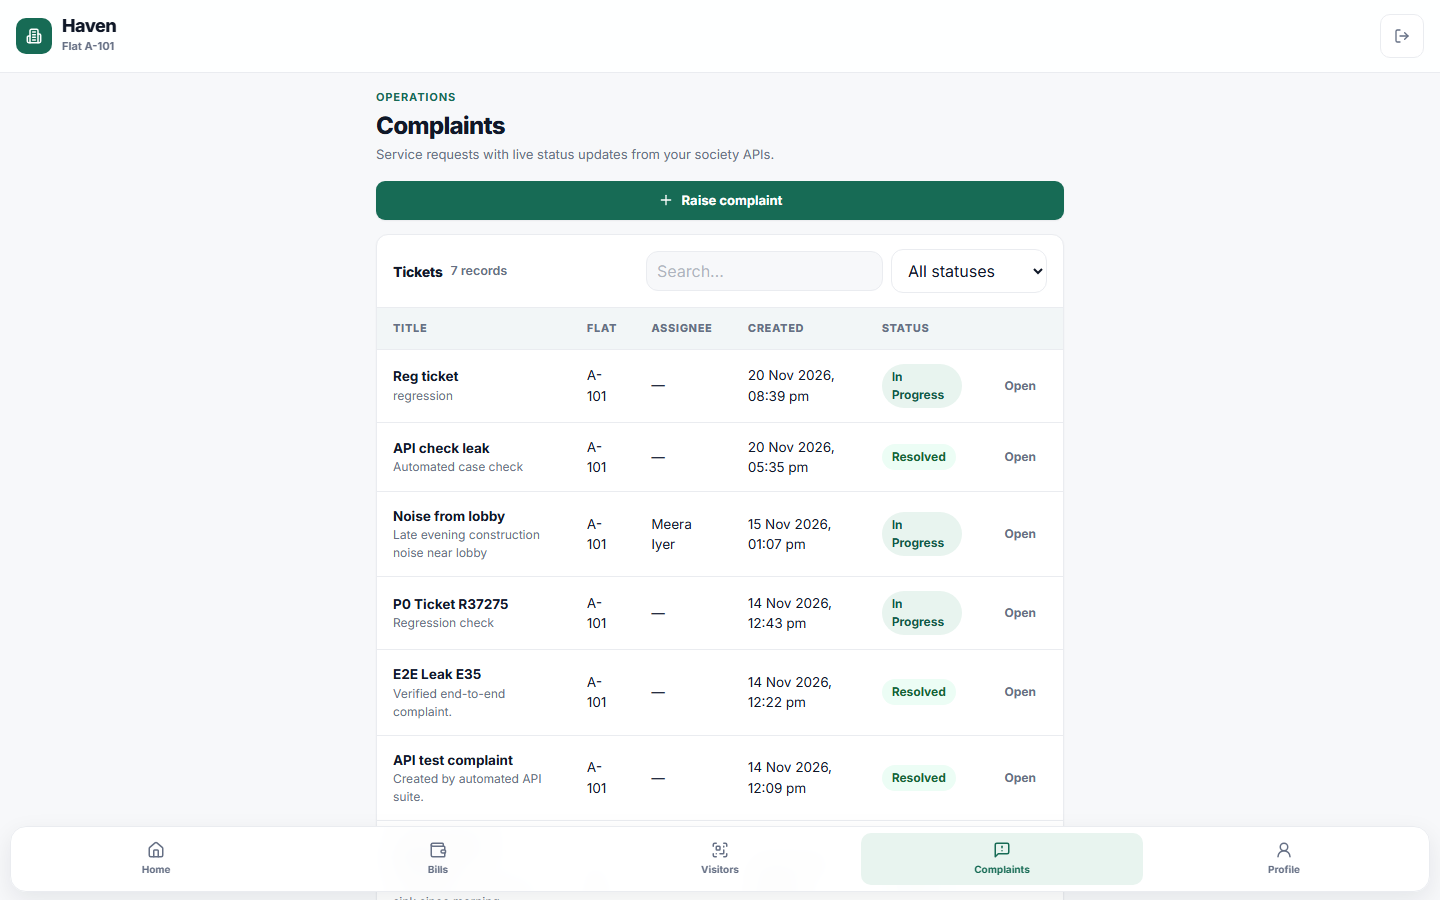 Haven
Flat A-101
OPERATIONS
Complaints
Service requests with live status updates from your society APIs.
+ Raise complaint
Tickets 7 records
Search...
All statuses
TITLE FLAT ASSIGNEE CREATED STATUS
Reg ticket
regression
A-
101
—
20 Nov 2026,
08:39 pm
In
Progress
Open
API check leak
Automated case check
A-
101
—
20 Nov 2026,
05:35 pm
Resolved
Open
Noise from lobby
Late evening construction
noise near lobby
A-
101
Meera
Iyer
15 Nov 2026,
01:07 pm
In
Progress
Open
P0 Ticket R37275
Regression check
A-
101
—
14 Nov 2026,
12:43 pm
In
Progress
Open
E2E Leak E35
Verified end-to-end
complaint.
A-
101
—
14 Nov 2026,
12:22 pm
Resolved
Open
API test complaint
Created by automated API
suite.
A-
101
—
14 Nov 2026,
12:09 pm
Resolved
Open
Home
Bills
Visitors
Complaints
Profile